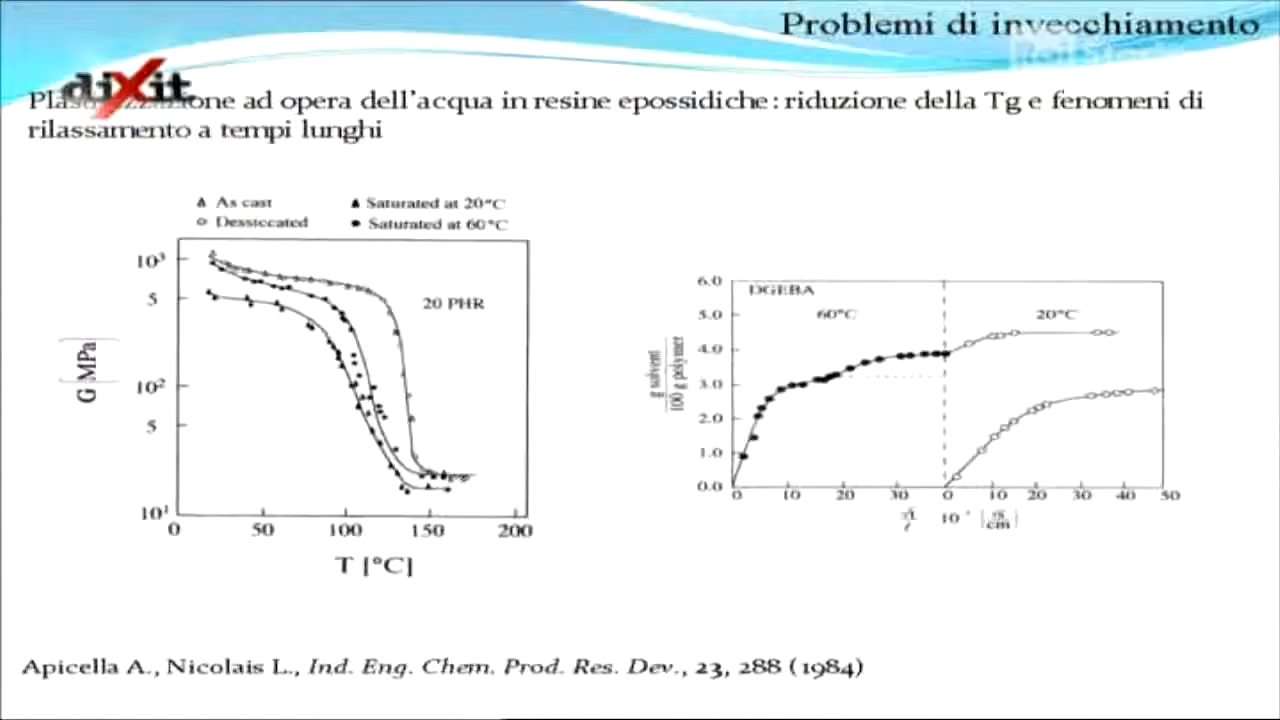 Problemi di invecchiamento
dixit
Plasticizzazione ad opera dell'acqua in resine epossidiche: riduzione della Tg e fenomeni di
rilassamento a tempi lunghi
As cast
Saturated at 20°C
Dessiccated
Saturated at 60°C
10³
5
10²
5
10¹
G [MPa]
20 PHR
0 50 100 150 200
T [°C]
DGEBA
60°C
20°C
6.0
5.0
4.0
3.0
2.0
1.0
0.0
g solvent
100 g polymer
0 10 20 30 0 10 20 30 40 50
Apicella A., Nicolais L., Ind. Eng. Chem. Prod. Res. Dev., 23, 288 (1984)